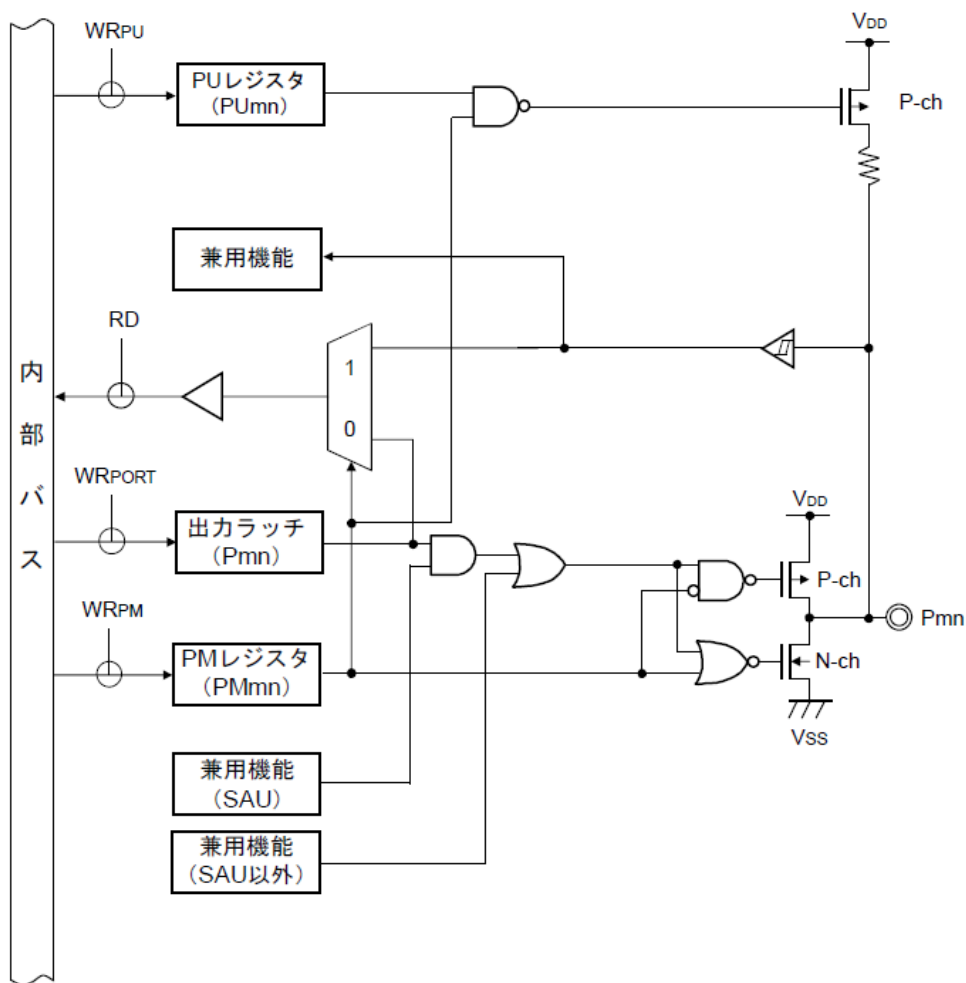 WRPU
VDD
PUレジスタ
（PUmn）
P-ch
兼用機能
RD
1
0
内部バス
WRPORT
出力ラッチ
（Pmn）
VDD
P-ch
Pmn
WRPM
PMレジスタ
（PMmn）
N-ch
VSS
兼用機能
（SAU）
兼用機能
（SAU以外）